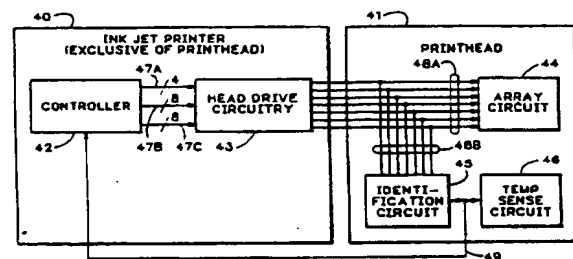 40
41
INK JET PRINTER
(EXCLUSIVE OF PRINTHEAD)
PRINTHEAD
47A
4
48A
44
CONTROLLER
8
HEAD DRIVE
CIRCUITRY
ARRAY
CIRCUIT
8
42
47B
47C
43
48B
45
46
IDENTI-
FICATION
CIRCUIT
TEMP
SENSE
CIRCUIT
49